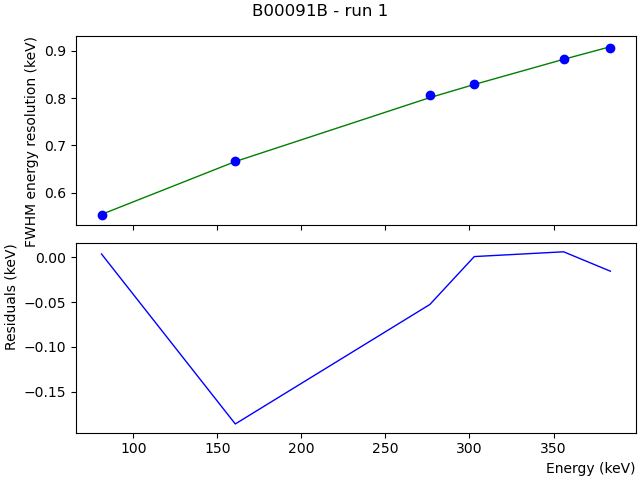 B00091B - run 1
FWHM energy resolution (keV)
0.9
0.8
0.7
0.6
Residuals (keV)
0.00
−0.05
−0.10
−0.15
100 150 200 250 300 350
Energy (keV)